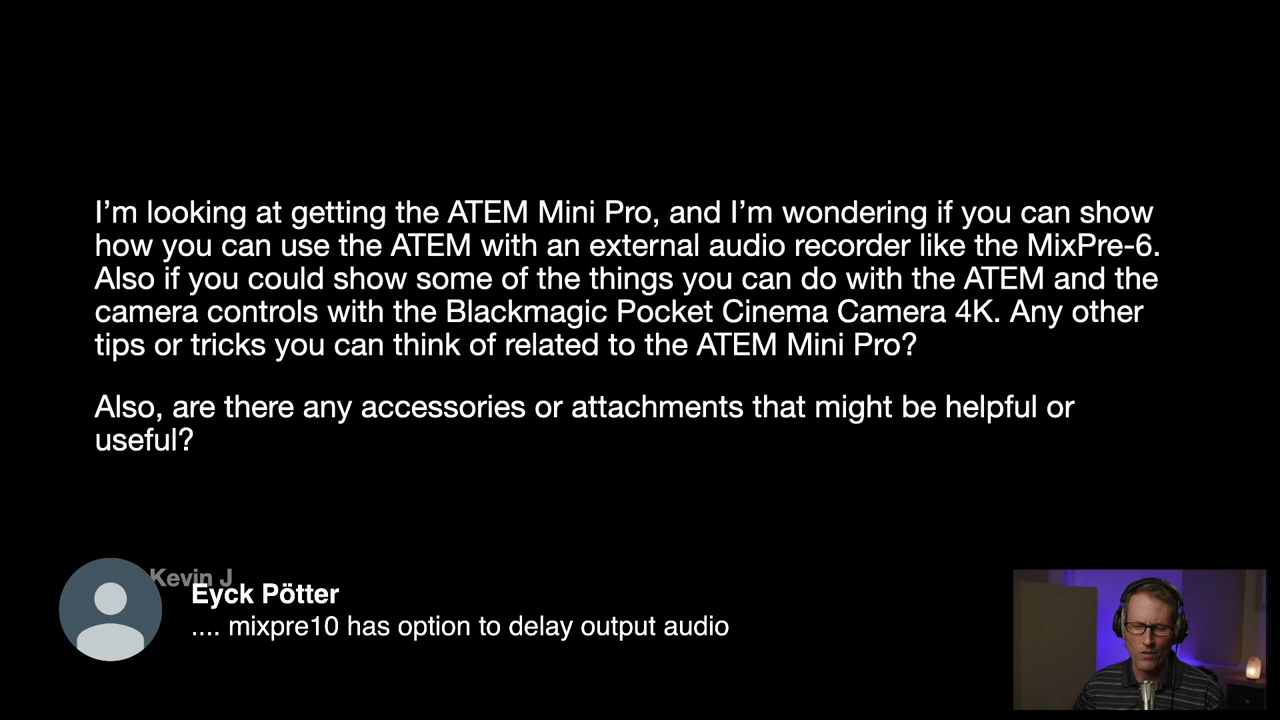 I’m looking at getting the ATEM Mini Pro, and I’m wondering if you can show
how you can use the ATEM with an external audio recorder like the MixPre-6.
Also if you could show some of the things you can do with the ATEM and the
camera controls with the Blackmagic Pocket Cinema Camera 4K. Any other
tips or tricks you can think of related to the ATEM Mini Pro?
Also, are there any accessories or attachments that might be helpful or
useful?
Kevin J
Eyck Pötter
.... mixpre10 has option to delay output audio